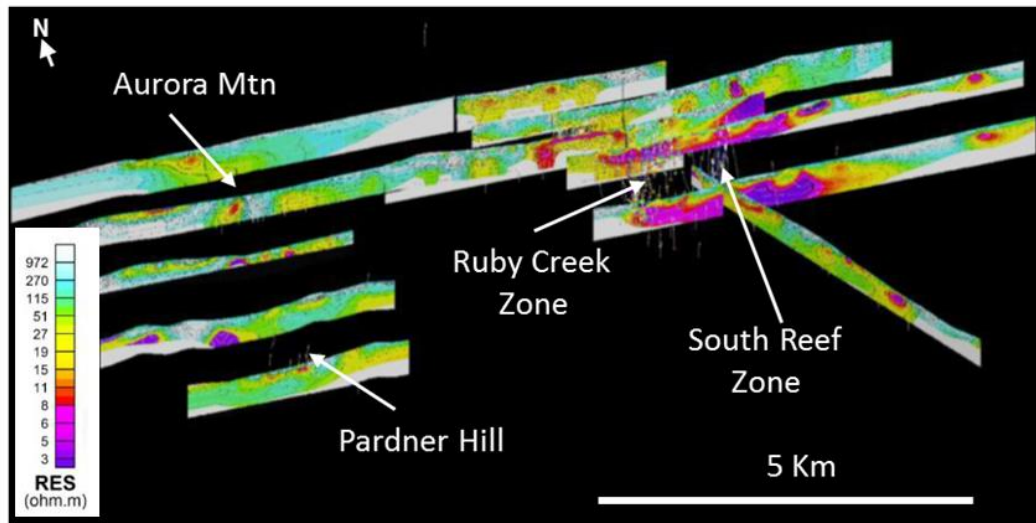 N
Aurora Mtn
Ruby Creek
Zone
South Reef
Zone
Pardner Hill
5 Km
972
270
115
51
27
19
15
11
8
6
5
3
RES
(ohm.m)